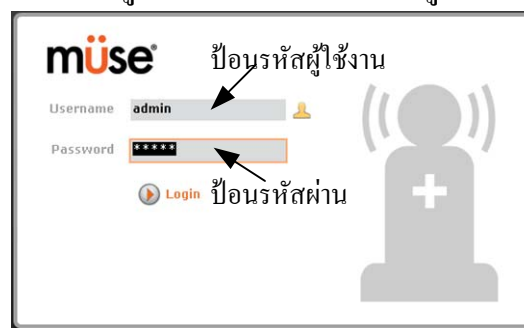 müse®
ป้อนรหัสผู้ใช้งาน
Username admin
Password *****
Login
ป้อนรหัสผ่าน